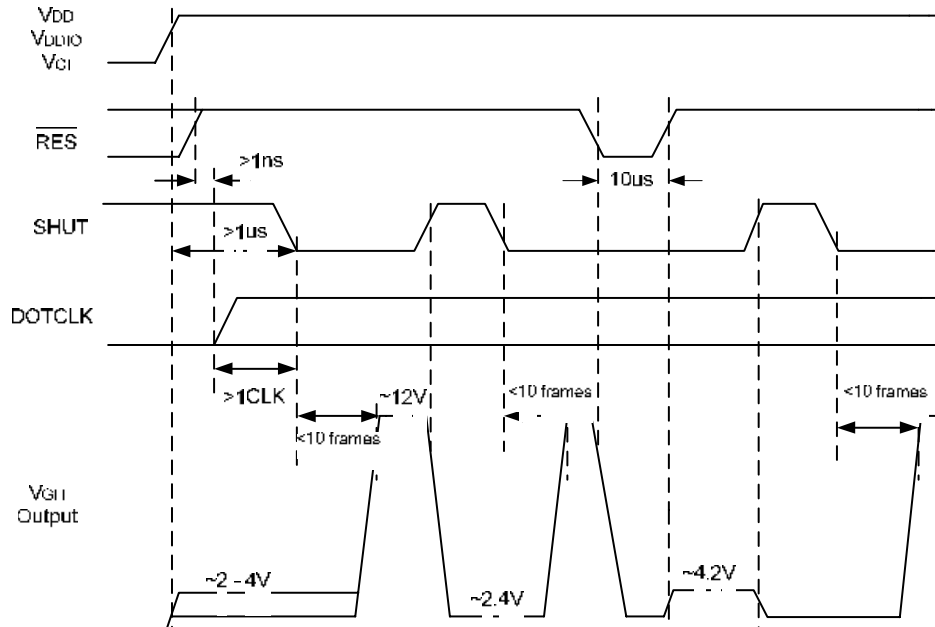 VDD
VDDIO
VCI
RES
>1ns
10us
SHUT
>1us
DOTCLK
>1CLK
~12V
<10 frames
<10 frames
<10 frames
VGH
Output
~2 - 4V
~2.4V
~4.2V